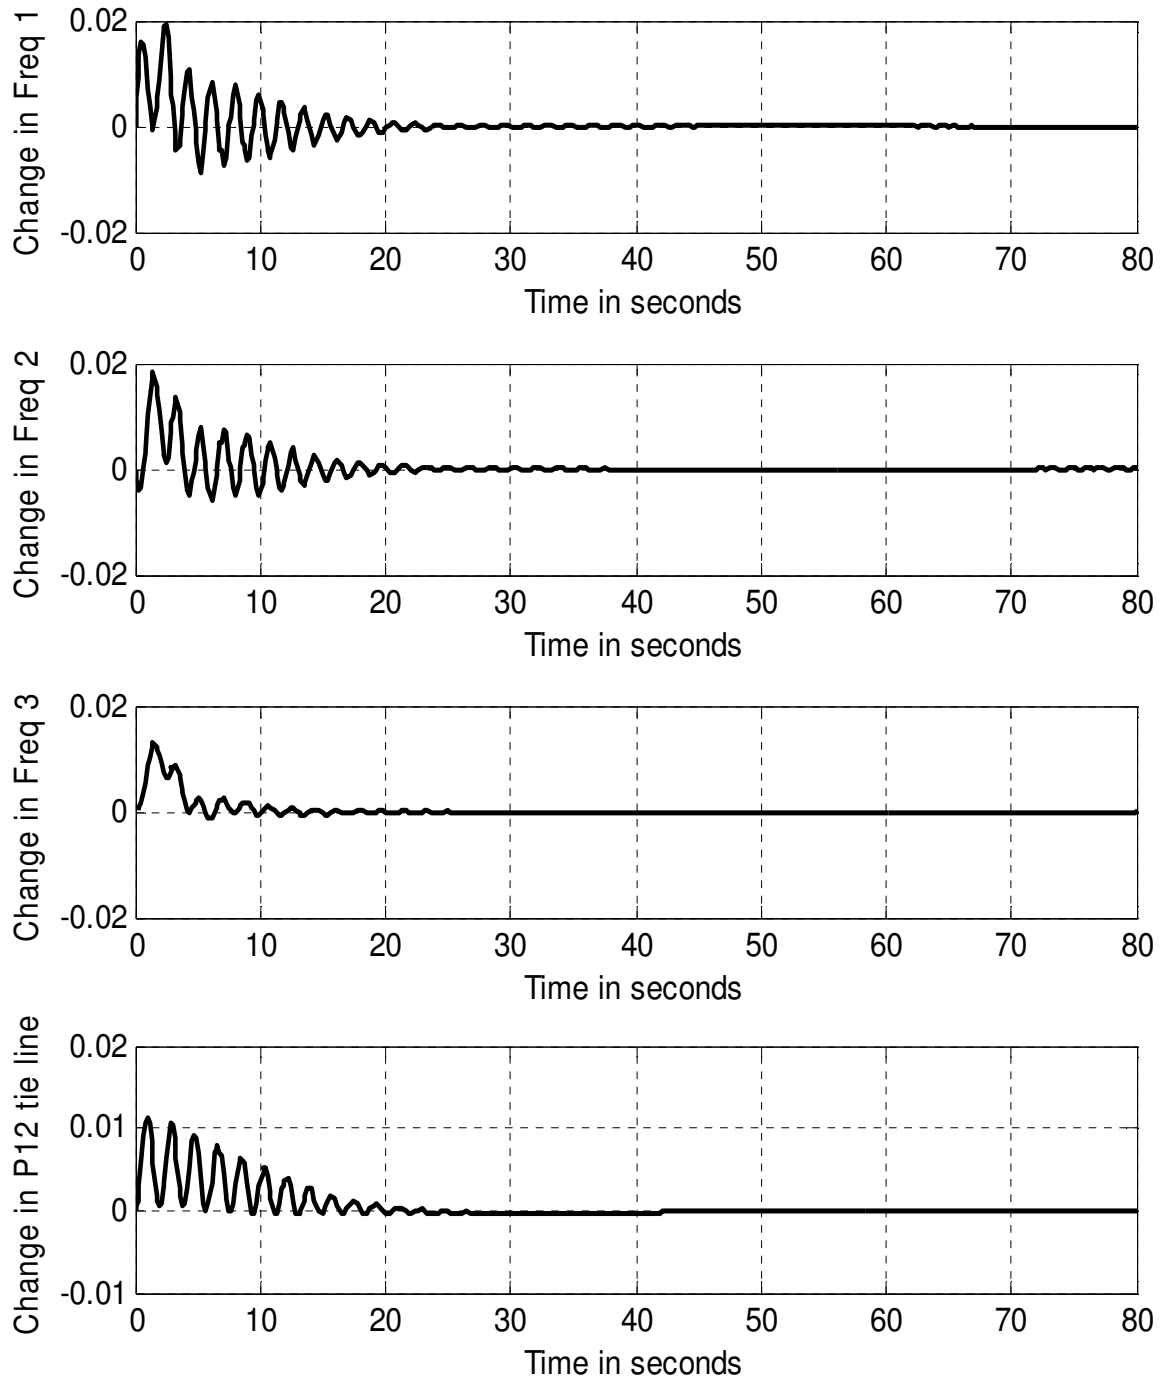 Change in Freq 1
0.02
0
-0.02
0 10 20 30 40 50 60 70 80
Time in seconds
Change in Freq 2
0.02
0
-0.02
0 10 20 30 40 50 60 70 80
Time in seconds
Change in Freq 3
0.02
0
-0.02
0 10 20 30 40 50 60 70 80
Time in seconds
Change in P12 tie line
0.02
0.01
0
-0.01
0 10 20 30 40 50 60 70 80
Time in seconds